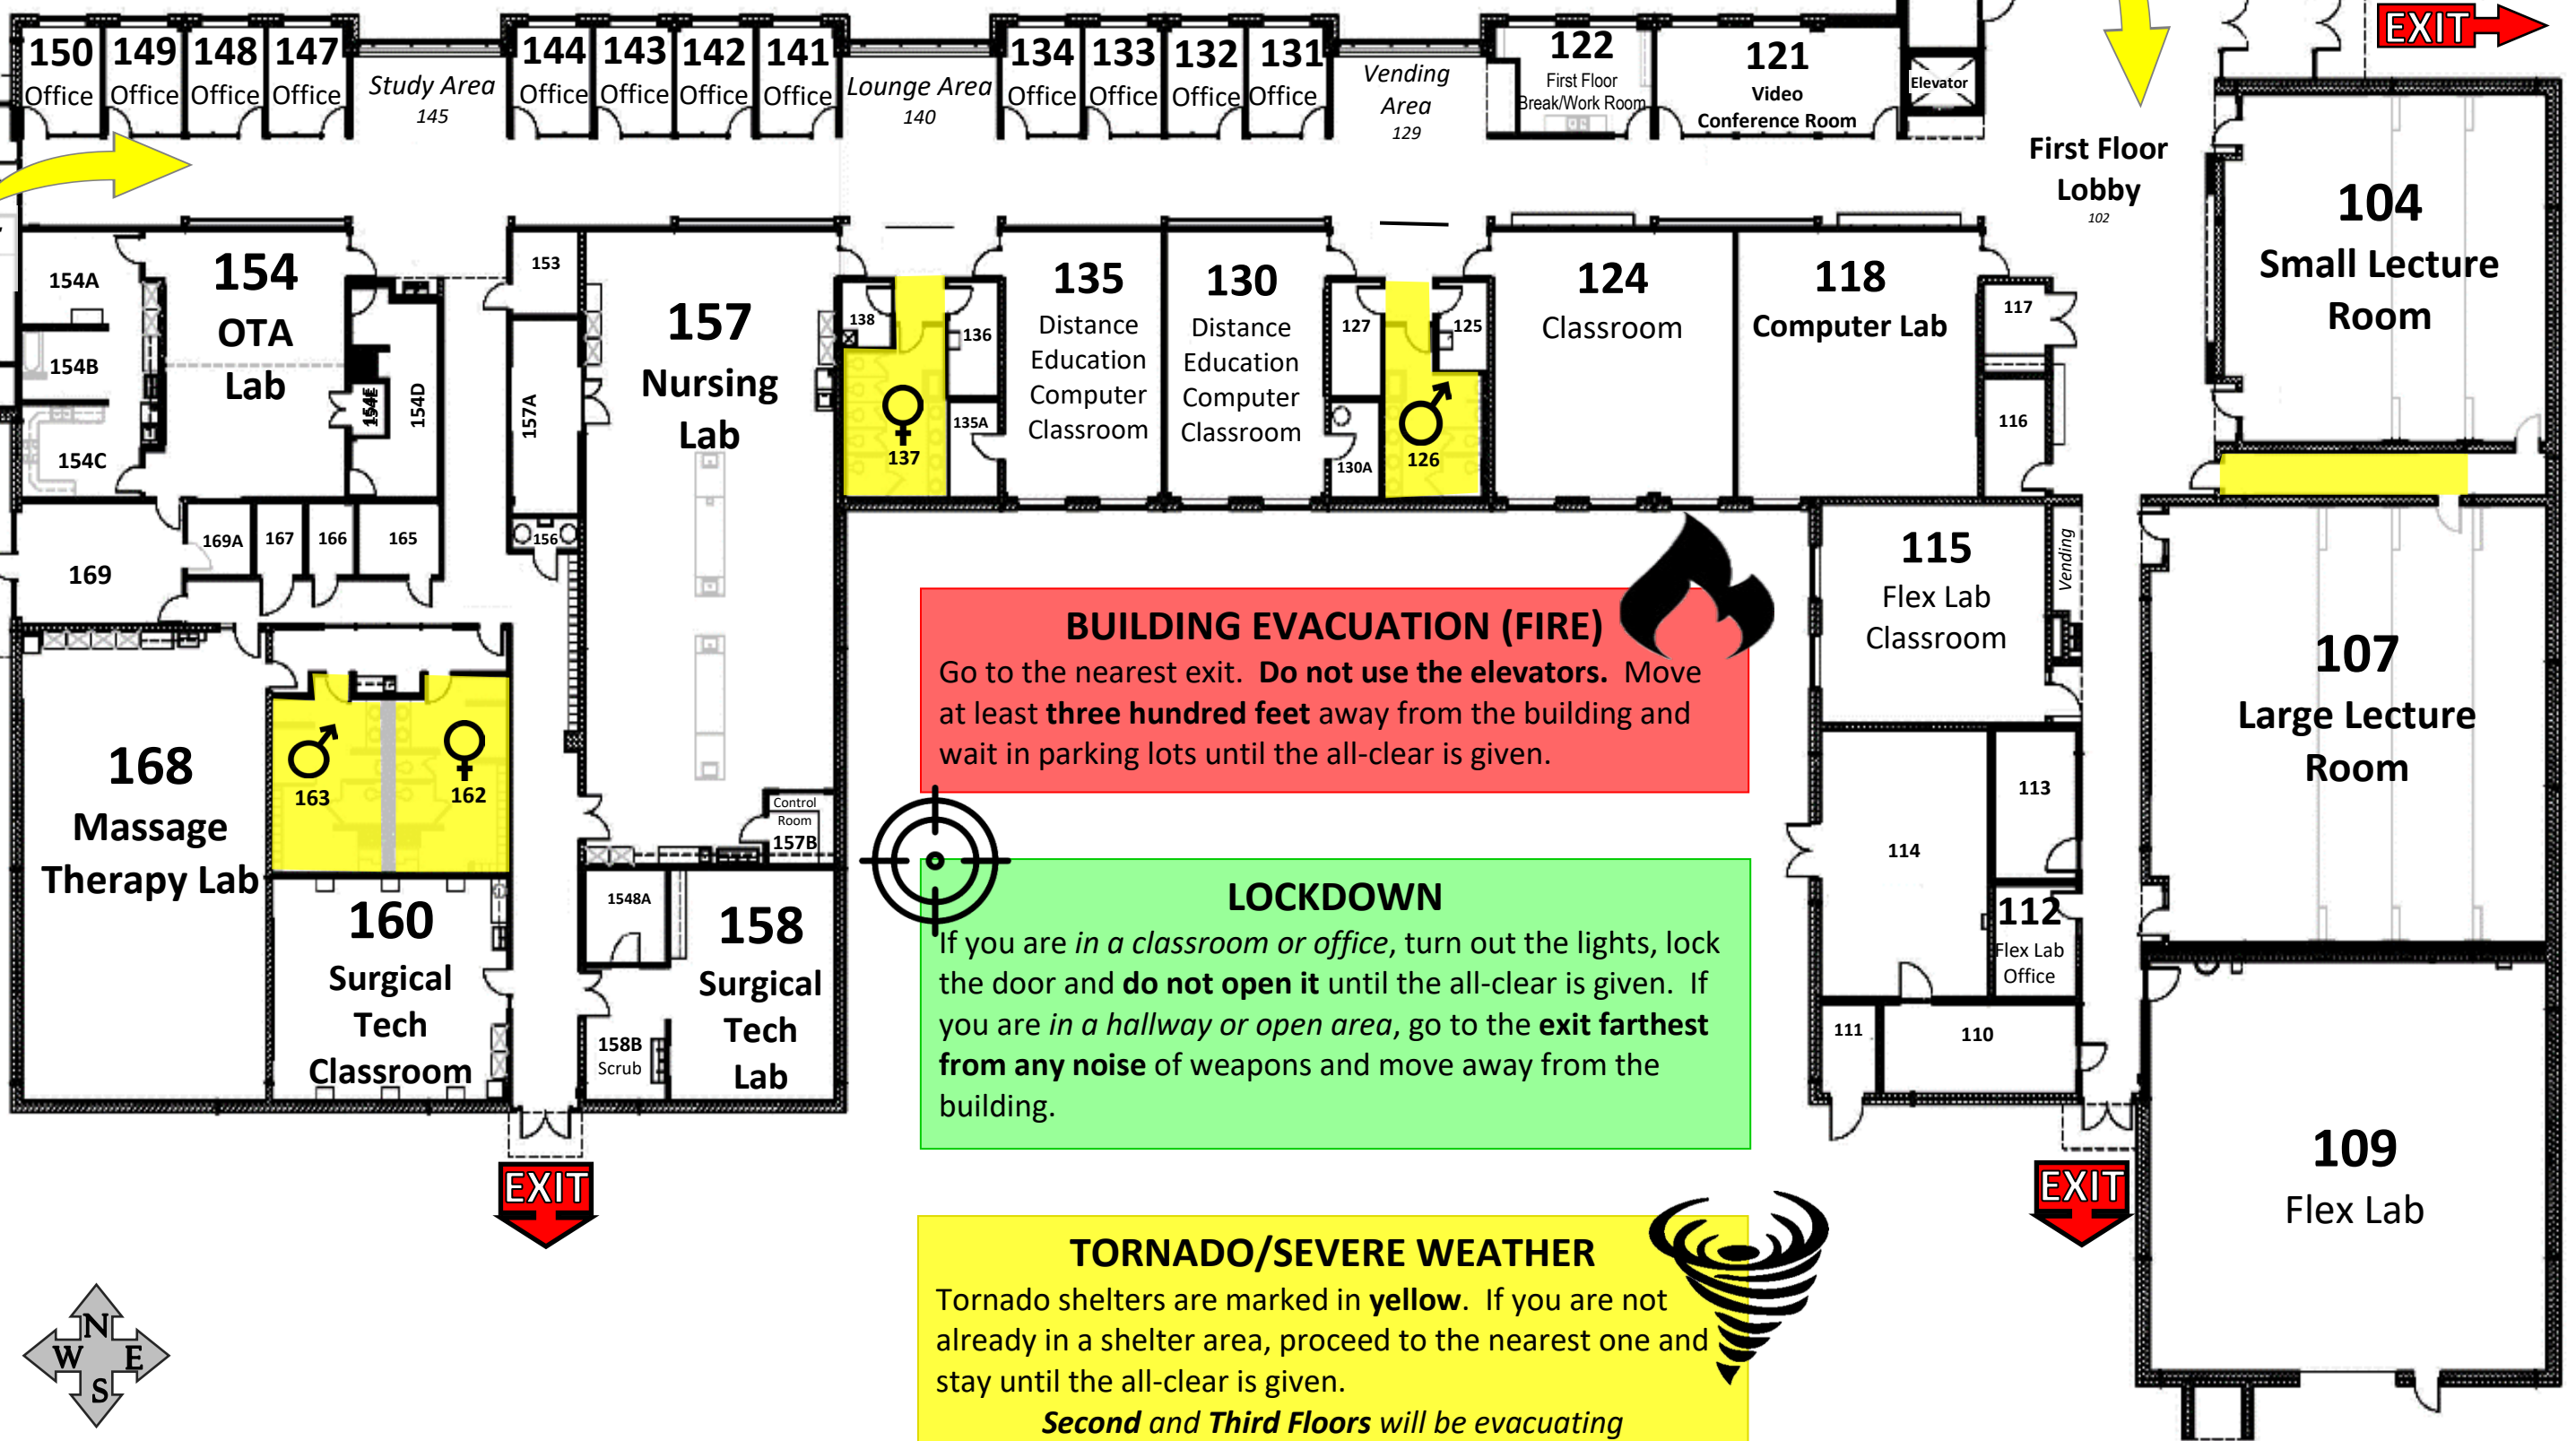 150
Office
149
Office
148
Office
147
Office
Study Area
145
144
Office
143
Office
142
Office
141
Office
Lounge Area
140
134
Office
133
Office
132
Office
131
Office
Vending
Area
129
122
First Floor
Break/Work Room
121
Video
Conference Room
Elevator
EXIT
First Floor
Lobby
102
104
Small Lecture
Room
154A
154B
154C
154
OTA
Lab
154D
153
157A
157
Nursing
Lab
138
137
136
135A
135
Distance
Education
Computer
Classroom
130
Distance
Education
Computer
Classroom
127
130A
126
125
124
Classroom
118
Computer Lab
117
116
169
169A
167
166
165
156
115
Flex Lab
Classroom
Vending
107
Large Lecture
Room
168
Massage
Therapy Lab
163
162
Control
Room
157B
160
Surgical
Tech
Classroom
1548A
158
Surgical
Tech
Lab
158B
Scrub
114
113
112
Flex Lab
Office
111
110
109
Flex Lab
EXIT
EXIT
BUILDING EVACUATION (FIRE)
Go to the nearest exit. Do not use the elevators. Move
at least three hundred feet away from the building and
wait in parking lots until the all-clear is given.
LOCKDOWN
If you are in a classroom or office, turn out the lights, lock
the door and do not open it until the all-clear is given. If
you are in a hallway or open area, go to the exit farthest
from any noise of weapons and move away from the
building.
TORNADO/SEVERE WEATHER
Tornado shelters are marked in yellow. If you are not
already in a shelter area, proceed to the nearest one and
stay until the all-clear is given.
Second and Third Floors will be evacuating
N
W E
S